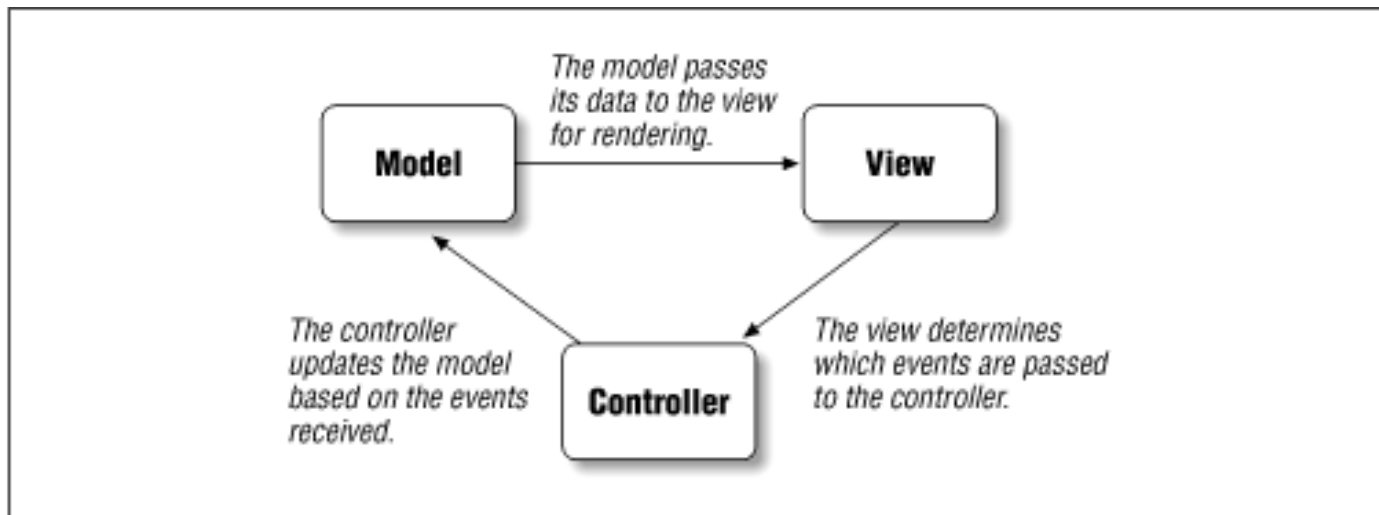 The model passes
its data to the view
for rendering.
Model
View
The controller
updates the model
based on the events
received.
Controller
The view determines
which events are passed
to the controller.